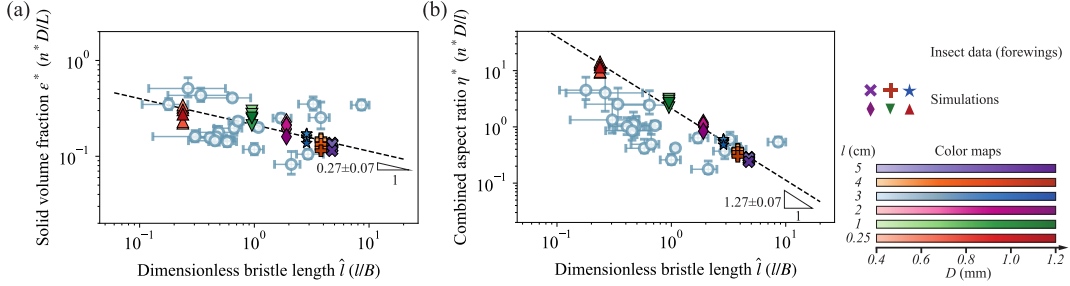 (a)
Solid volume fraction ε* (n* D/L)
10⁰
10⁻¹
0.27±0.07
1
10⁻¹
10⁰
10¹
Dimensionless bristle length l̂ (l/B)
(b)
Combined aspect ratio η* (n* D/l)
10¹
10⁰
10⁻¹
1.27±0.07
1
10⁻¹
10⁰
10¹
Dimensionless bristle length l̂ (l/B)
Insect data (forewings)
Simulations
l (cm)
Color maps
5
4
3
2
1
0.25
0.4
0.6
0.8
1.0
1.2
D (mm)